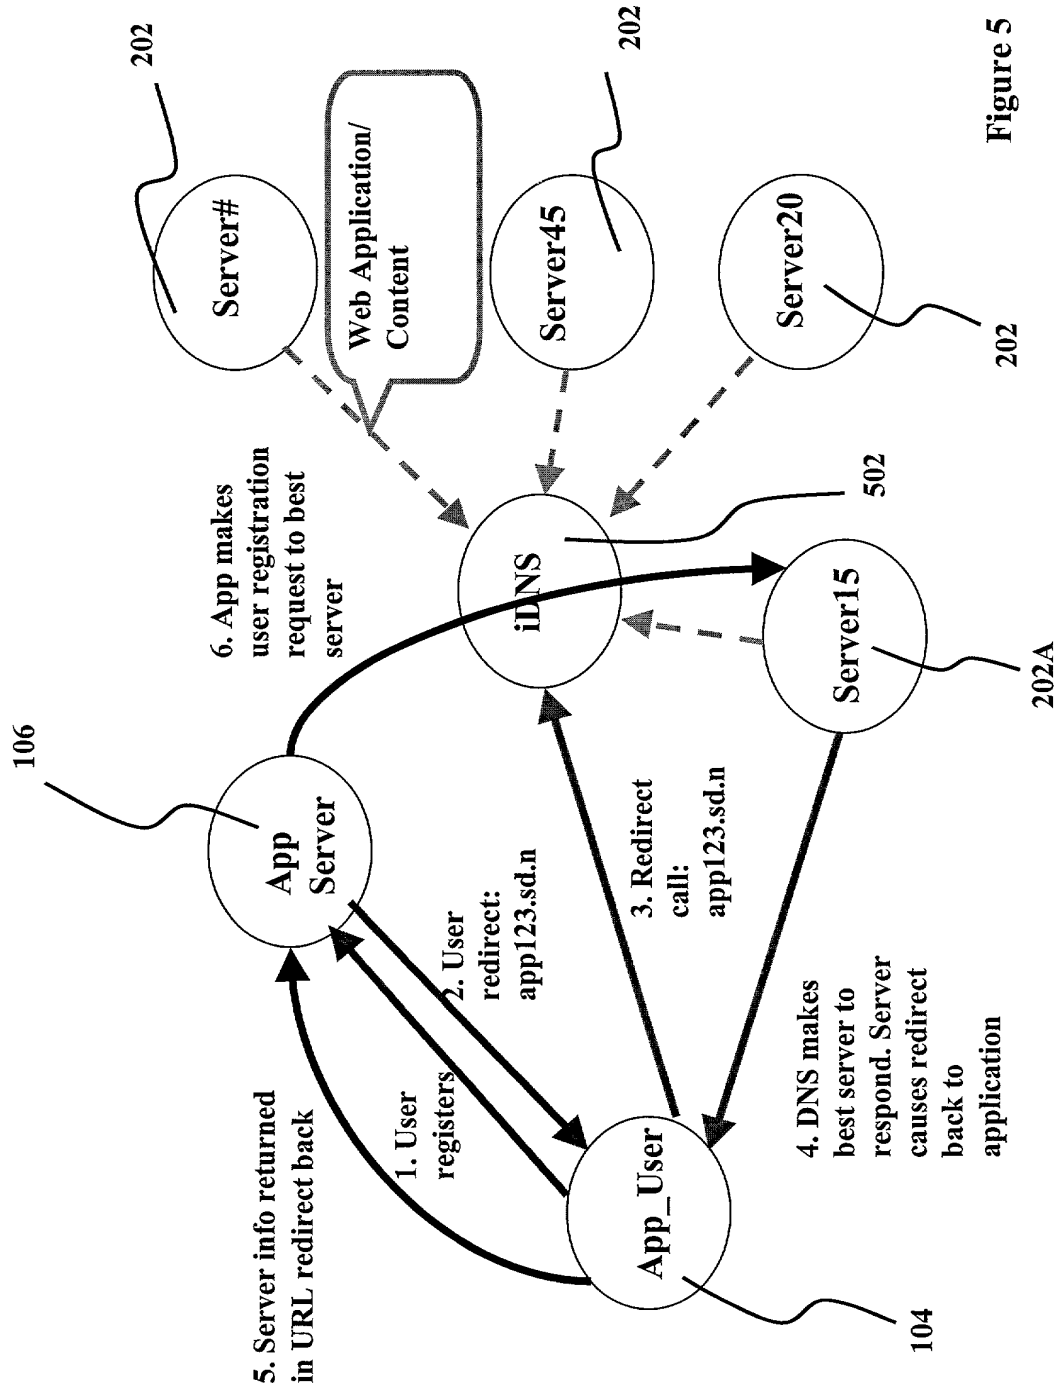 5. Server info returned
in URL redirect back
1. User
registers
2. User
redirect:
app123.sd.n
App
Server
106
6. App makes
user registration
request to best
server
202
Server#
Web Application/
Content
202
Server45
Server20
202
iDNS
502
3. Redirect
call:
app123.sd.n
App_User
104
4. DNS makes
best server to
respond. Server
causes redirect
back to
application
Server15
202A
Figure 5